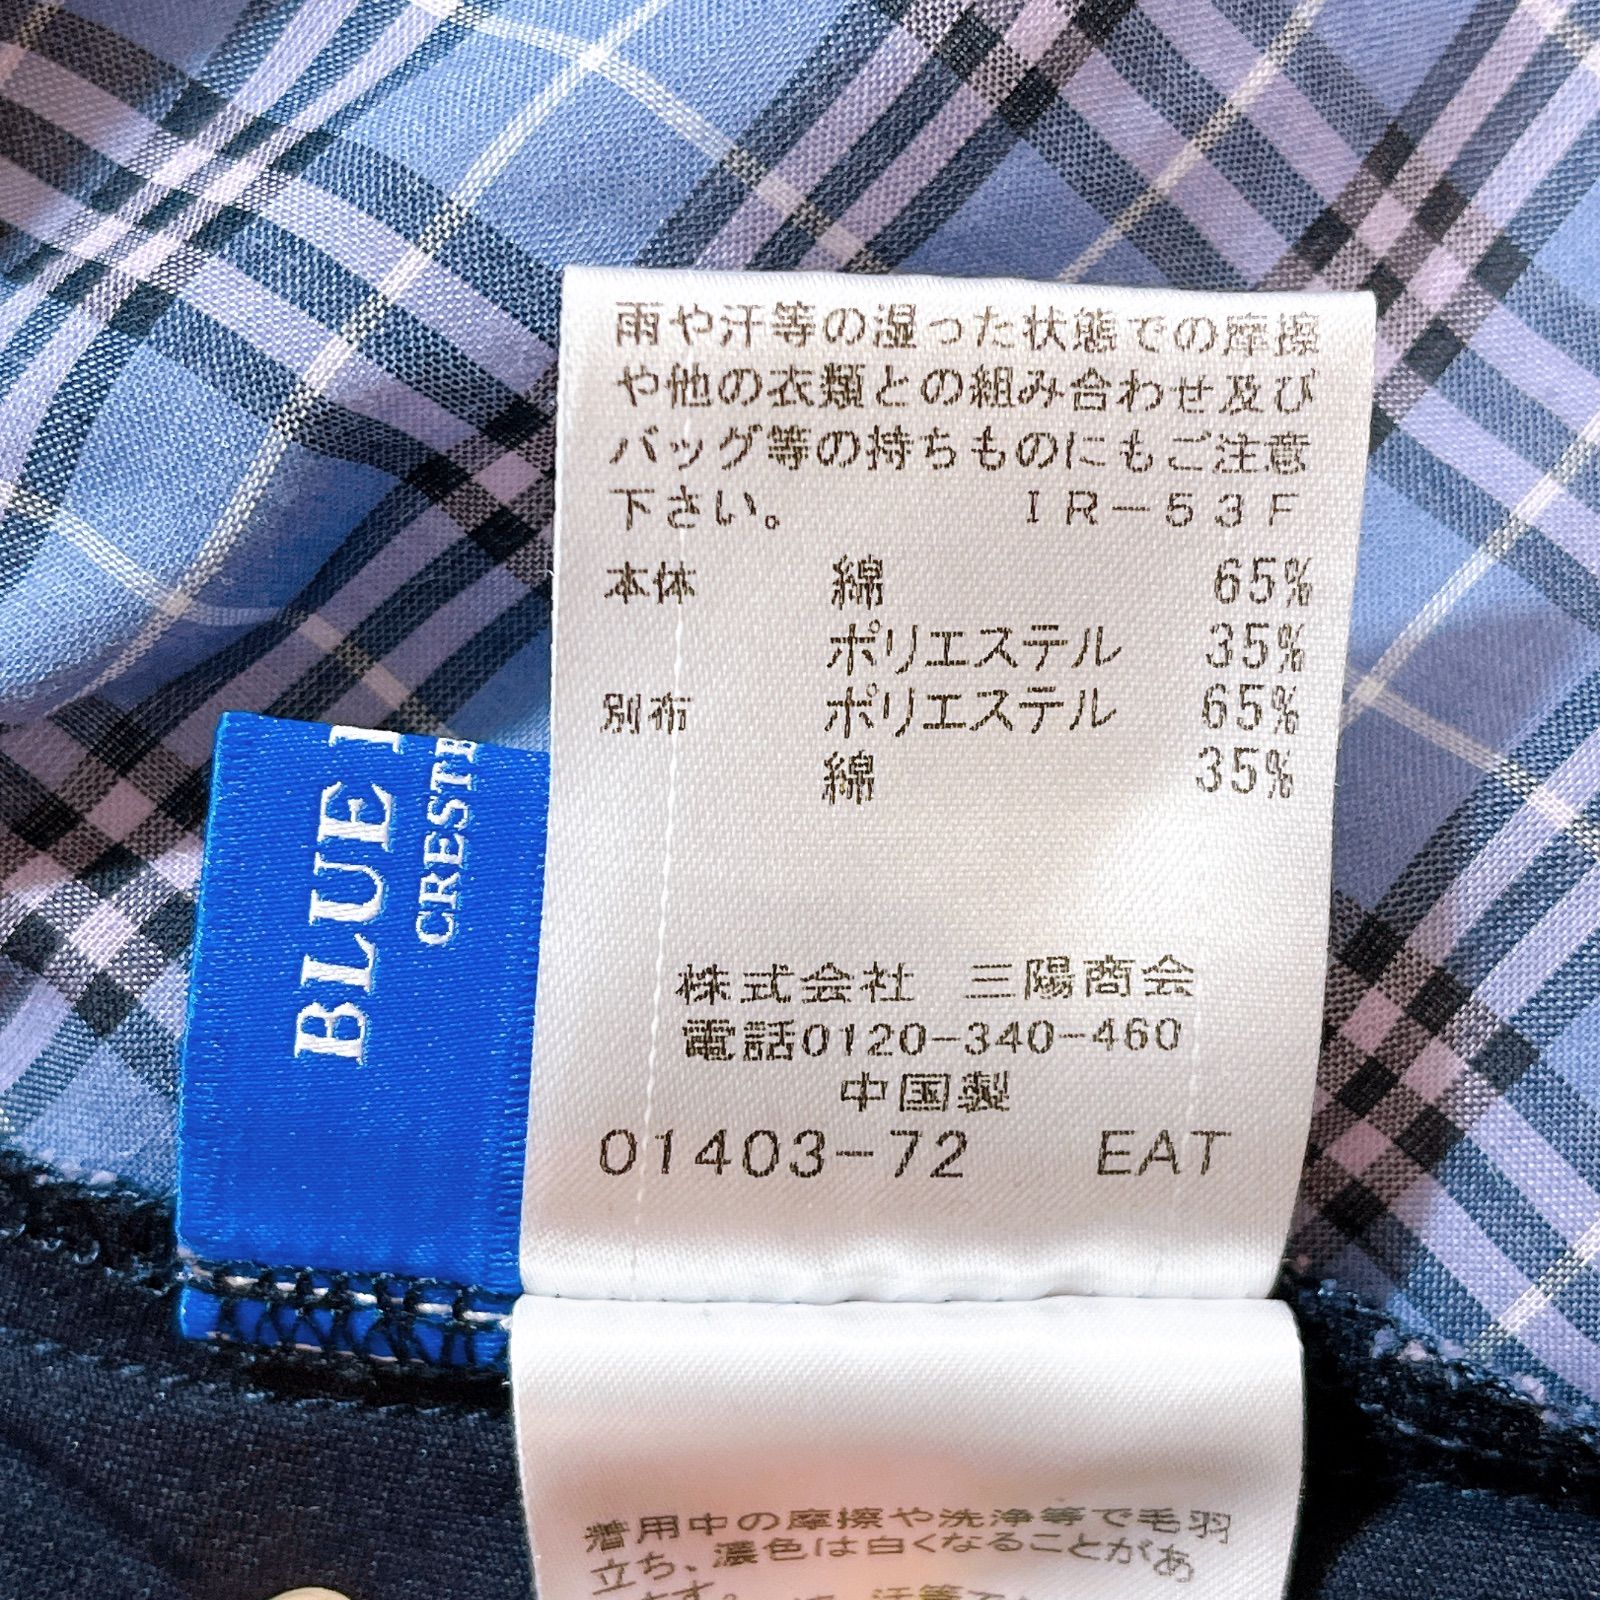 雨や汗等の湿った状態での摩擦
や他の衣類との組み合わせ及び
バッグ等の持ちものにもご注意
下さい。 IR-53F
本体 綿 65%
ポリエステル 35%
別布 ポリエステル 65%
綿 35%
株式会社 三陽商会
電話0120-340-460
中国製
01403-72 EAT
BLUE
着用中の摩擦や洗浄等で毛羽
立ち、濃色は白くなることがあ